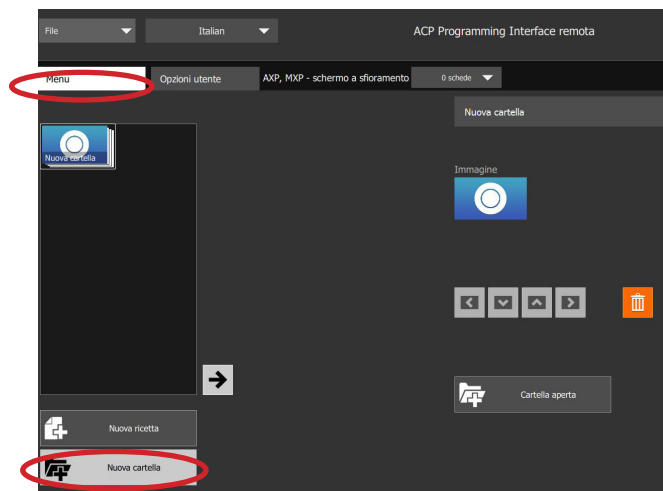 File
Italian
ACP Programming Interface remota
Menu
Opzioni utente
AXP, MXP - schermo a sfioramento
0 schede
Nuova cartella
Nuova cartella
Immagine
Cartella aperta
Nuova ricetta
Nuova cartella